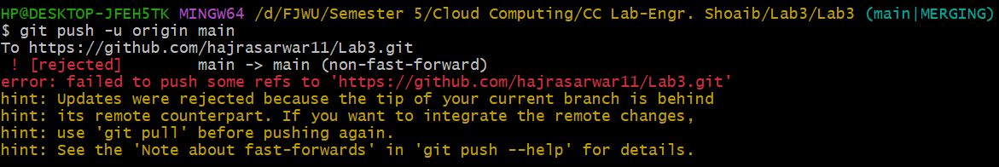 HP@DESKTOP-JFEH5TK MINGW64 /d/FJWU/Semester 5/Cloud Computing/CC Lab-Engr. Shoaib/Lab3/Lab3 (main|MERGING)
$ git push -u origin main
To https://github.com/hajrasarwar11/Lab3.git
 ! [rejected]        main -> main (non-fast-forward)
error: failed to push some refs to 'https://github.com/hajrasarwar11/Lab3.git'
hint: Updates were rejected because the tip of your current branch is behind
hint: its remote counterpart. If you want to integrate the remote changes,
hint: use 'git pull' before pushing again.
hint: See the 'Note about fast-forwards' in 'git push --help' for details.